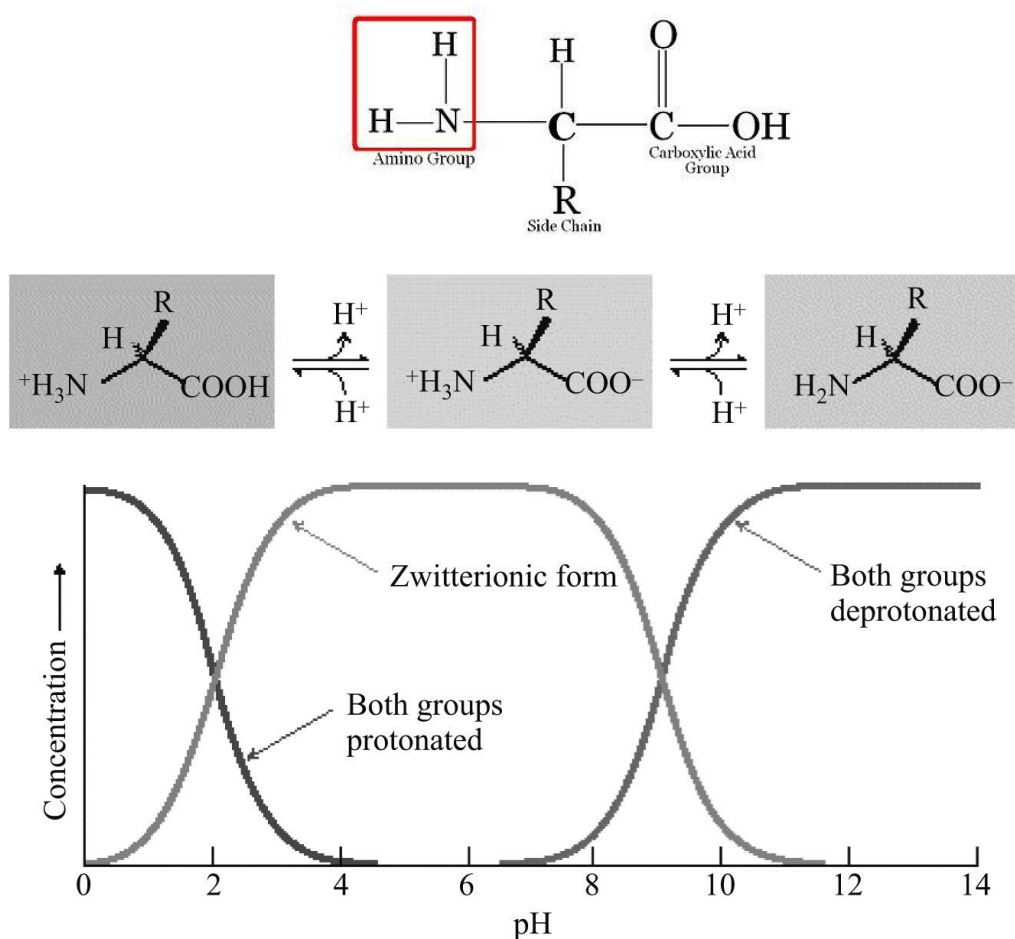 H
H
O
H—N
C
C
OH
Amino Group
Carboxylic Acid
Group
R
Side Chain
R
H
⁺H₃N
COOH
H⁺
H⁺
R
H
⁺H₃N
COO⁻
H⁺
H⁺
R
H
H₂N
COO⁻
Zwitterionic form
Both groups
deprotonated
Both groups
protonated
Concentration
0 2 4 6 8 10 12 14
pH